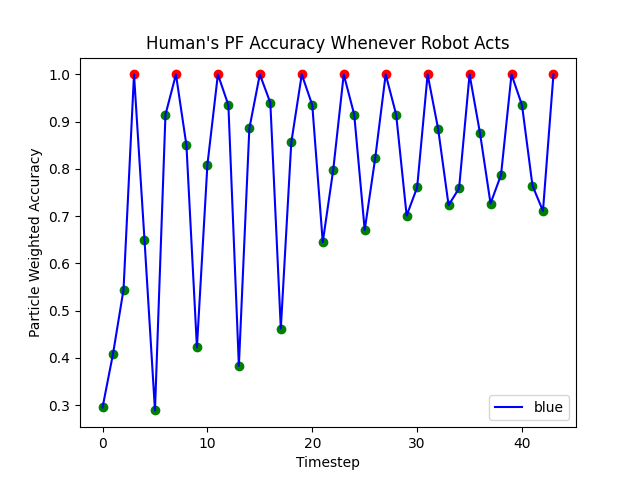 Human's PF Accuracy Whenever Robot Acts
1.0
0.9
0.8
0.7
0.6
0.5
0.4
0.3
Particle Weighted Accuracy
0 10 20 30 40
Timestep
blue